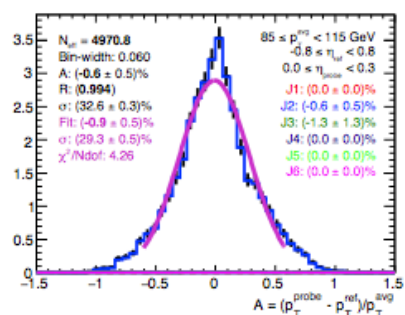 N_eff = 4970.8
Bin-width: 0.060
A: (-0.6 ± 0.5)%
R: (0.994)
σ: (32.6 ± 0.3)%
Fit: (-0.9 ± 0.5)%
σ: (29.3 ± 0.5)%
χ²/Ndof: 4.26
85 ≤ p_T^avg < 115 GeV
-0.8 ≤ η_ref < 0.8
0.0 ≤ η_probe < 0.3
J1: (0.0 ± 0.0)%
J2: (-0.6 ± 0.5)%
J3: (-1.3 ± 1.3)%
J4: (0.0 ± 0.0)%
J5: (0.0 ± 0.0)%
J6: (0.0 ± 0.0)%
3.5
3
2.5
2
1.5
1
0.5
0
-1.5 -1 -0.5 0 0.5 1 1.5
A = (p_T^probe - p_T^ref)/p_T^avg